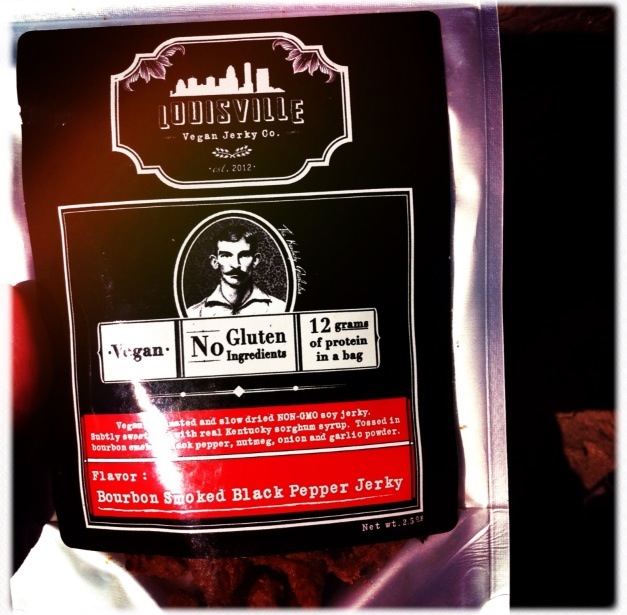 LOUISVILLE
Vegan Jerky Co.
est. 2012
·Vegan·
No Gluten Ingredients
12 grams
of protein
in a bag
and slow dried NON-GMO soy jerky.
Subtly with real Kentucky sorghum syrup. Tossed in
bourbon pepper, nutmeg, onion and garlic powder.
Flavor :
Bourbon Smoked Black Pepper Jerky
Net wt.